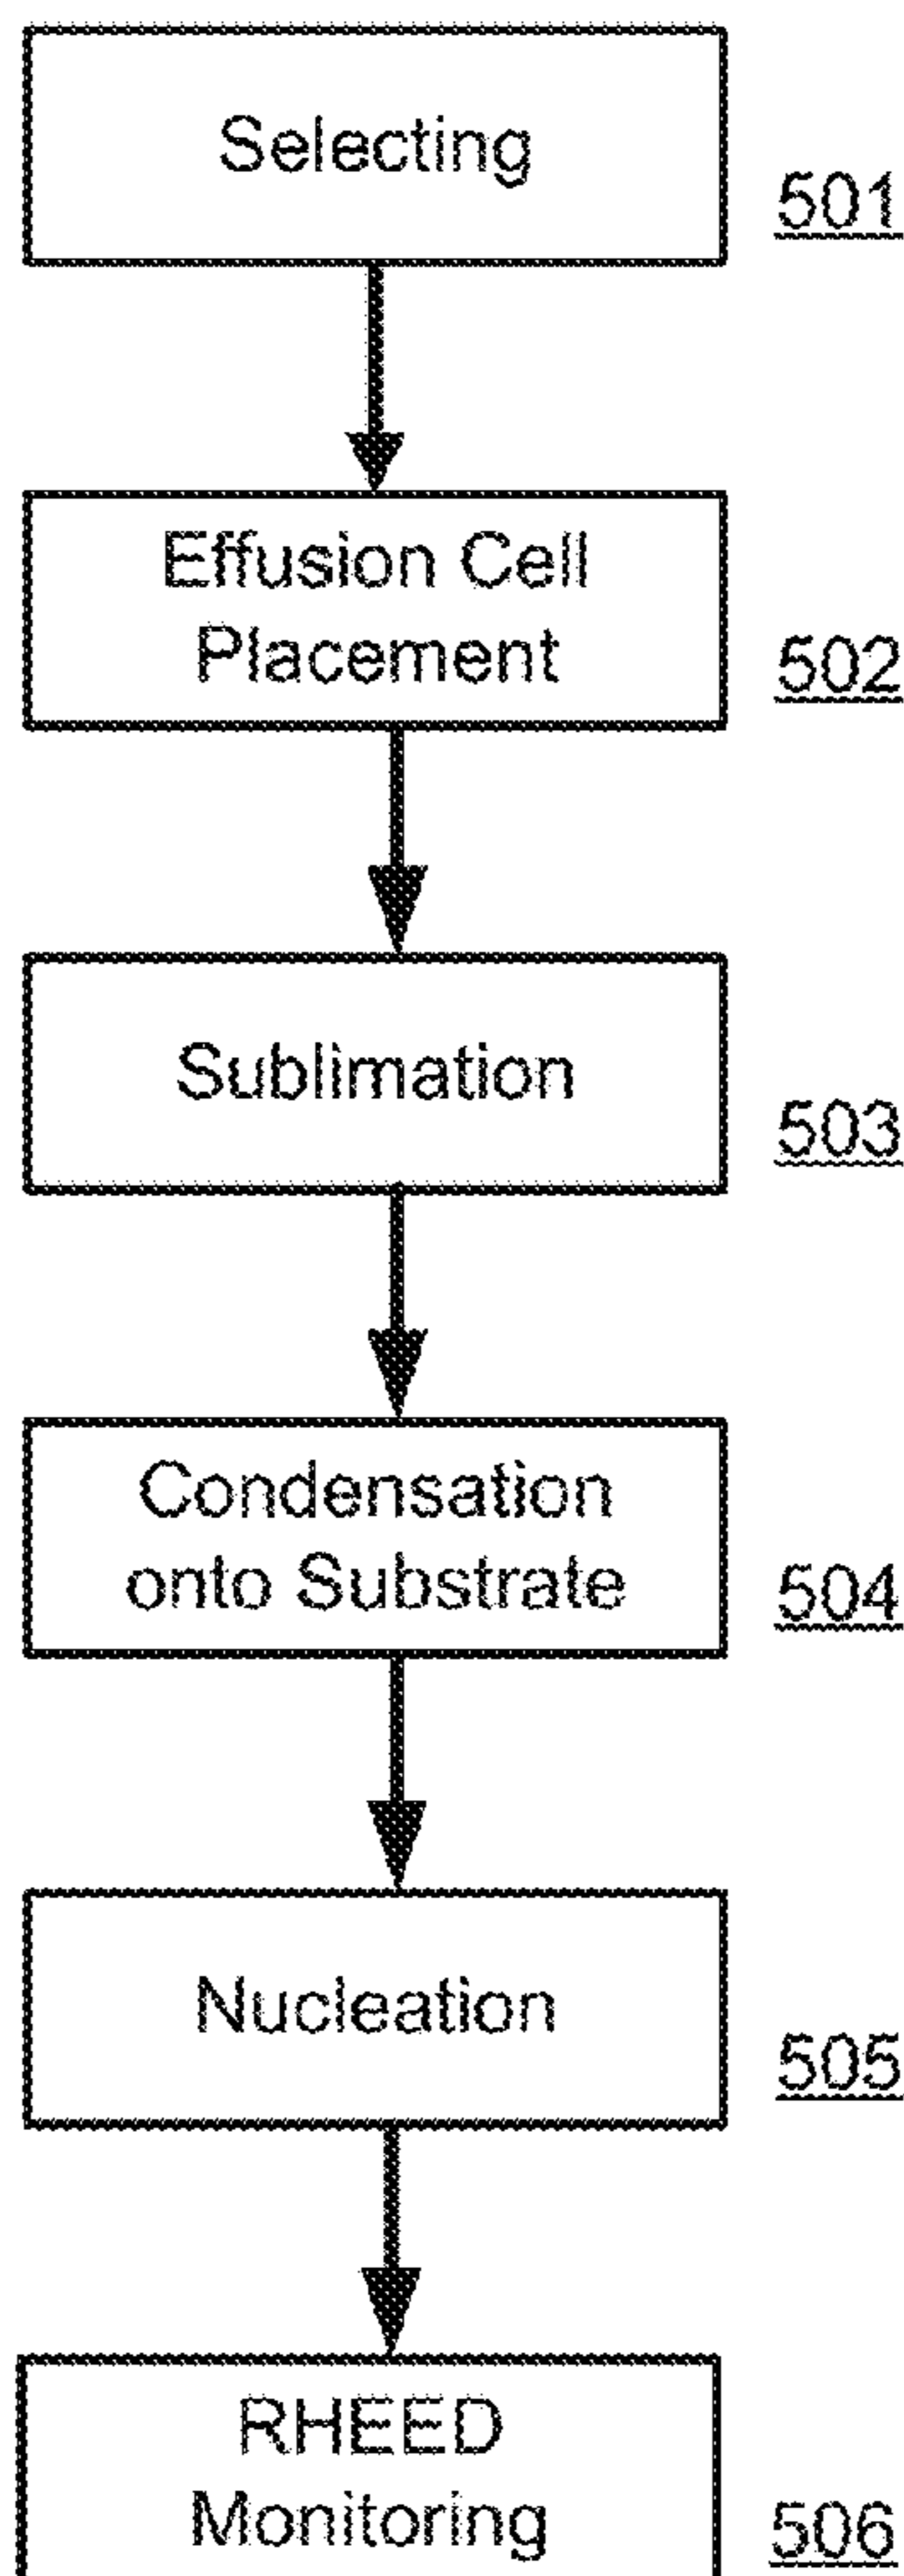 Selecting
501
Effusion Cell
Placement
502
Sublimation
503
Condensation
onto Substrate
504
Nucleation
505
RHEED
Monitoring
506